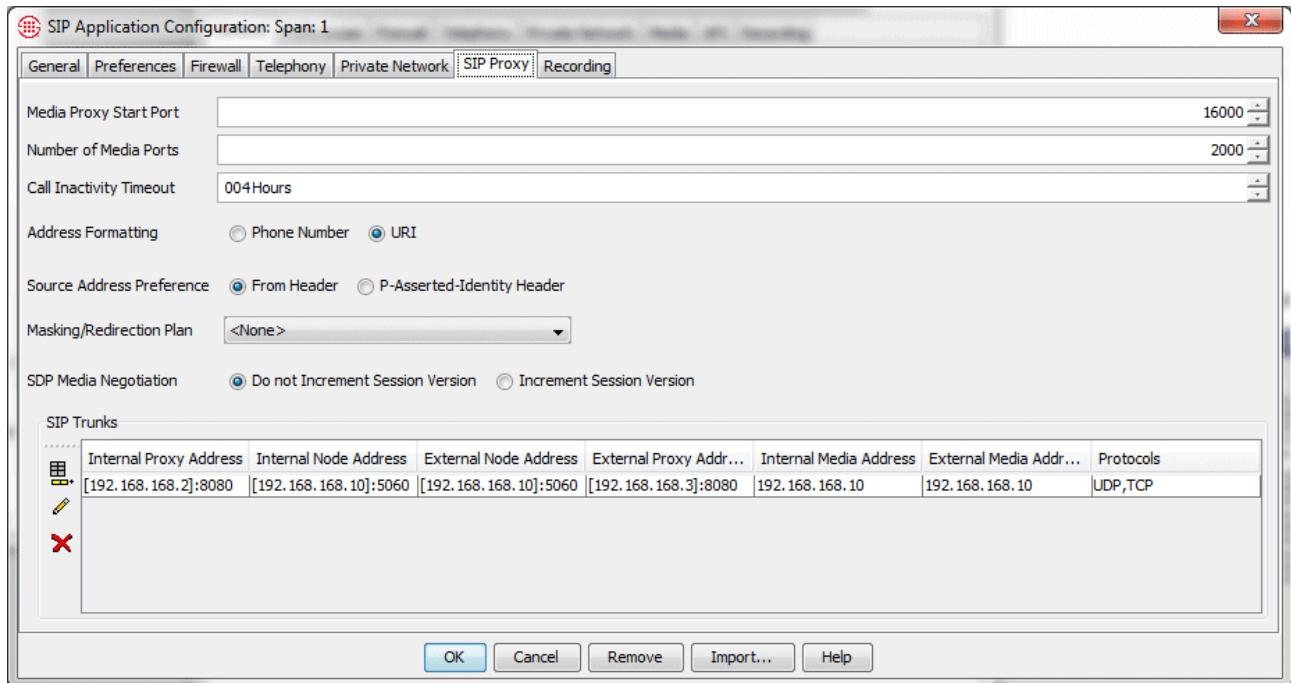 SIP Application Configuration: Span: 1
General Preferences Firewall Telephony Private Network SIP Proxy Recording
Media Proxy Start Port 16000
Number of Media Ports 2000
Call Inactivity Timeout 004Hours
Address Formatting Phone Number URI
Source Address Preference From Header P-Asserted-Identity Header
Masking/Redirection Plan <None>
SDP Media Negotiation Do not Increment Session Version Increment Session Version
SIP Trunks
Internal Proxy Address Internal Node Address External Node Address External Proxy Addr... Internal Media Address External Media Addr... Protocols
[192.168.168.2]:8080 [192.168.168.10]:5060 [192.168.168.10]:5060 [192.168.168.3]:8080 192.168.168.10 192.168.168.10 UDP,TCP
OK Cancel Remove Import... Help